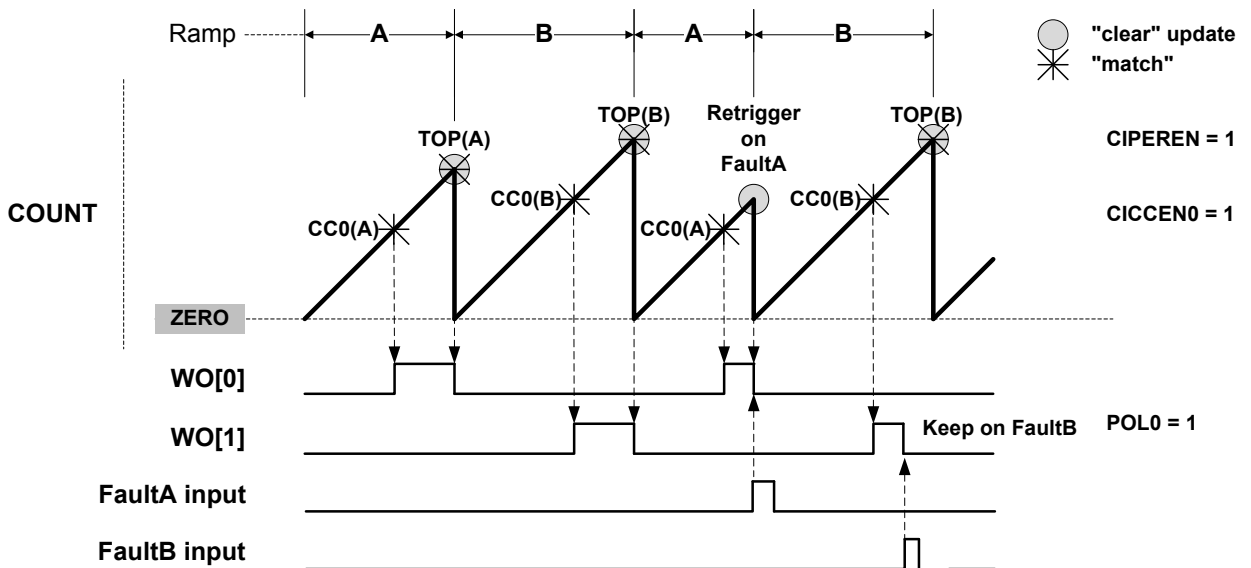 Ramp
A
B
A
B
"clear" update
"match"
TOP(A)
TOP(B)
Retrigger
on
FaultA
TOP(B)
CIPEREN = 1
COUNT
CC0(A)
CC0(B)
CC0(A)
CC0(B)
CICCEN0 = 1
ZERO
WO[0]
WO[1]
Keep on FaultB
POL0 = 1
FaultA input
FaultB input